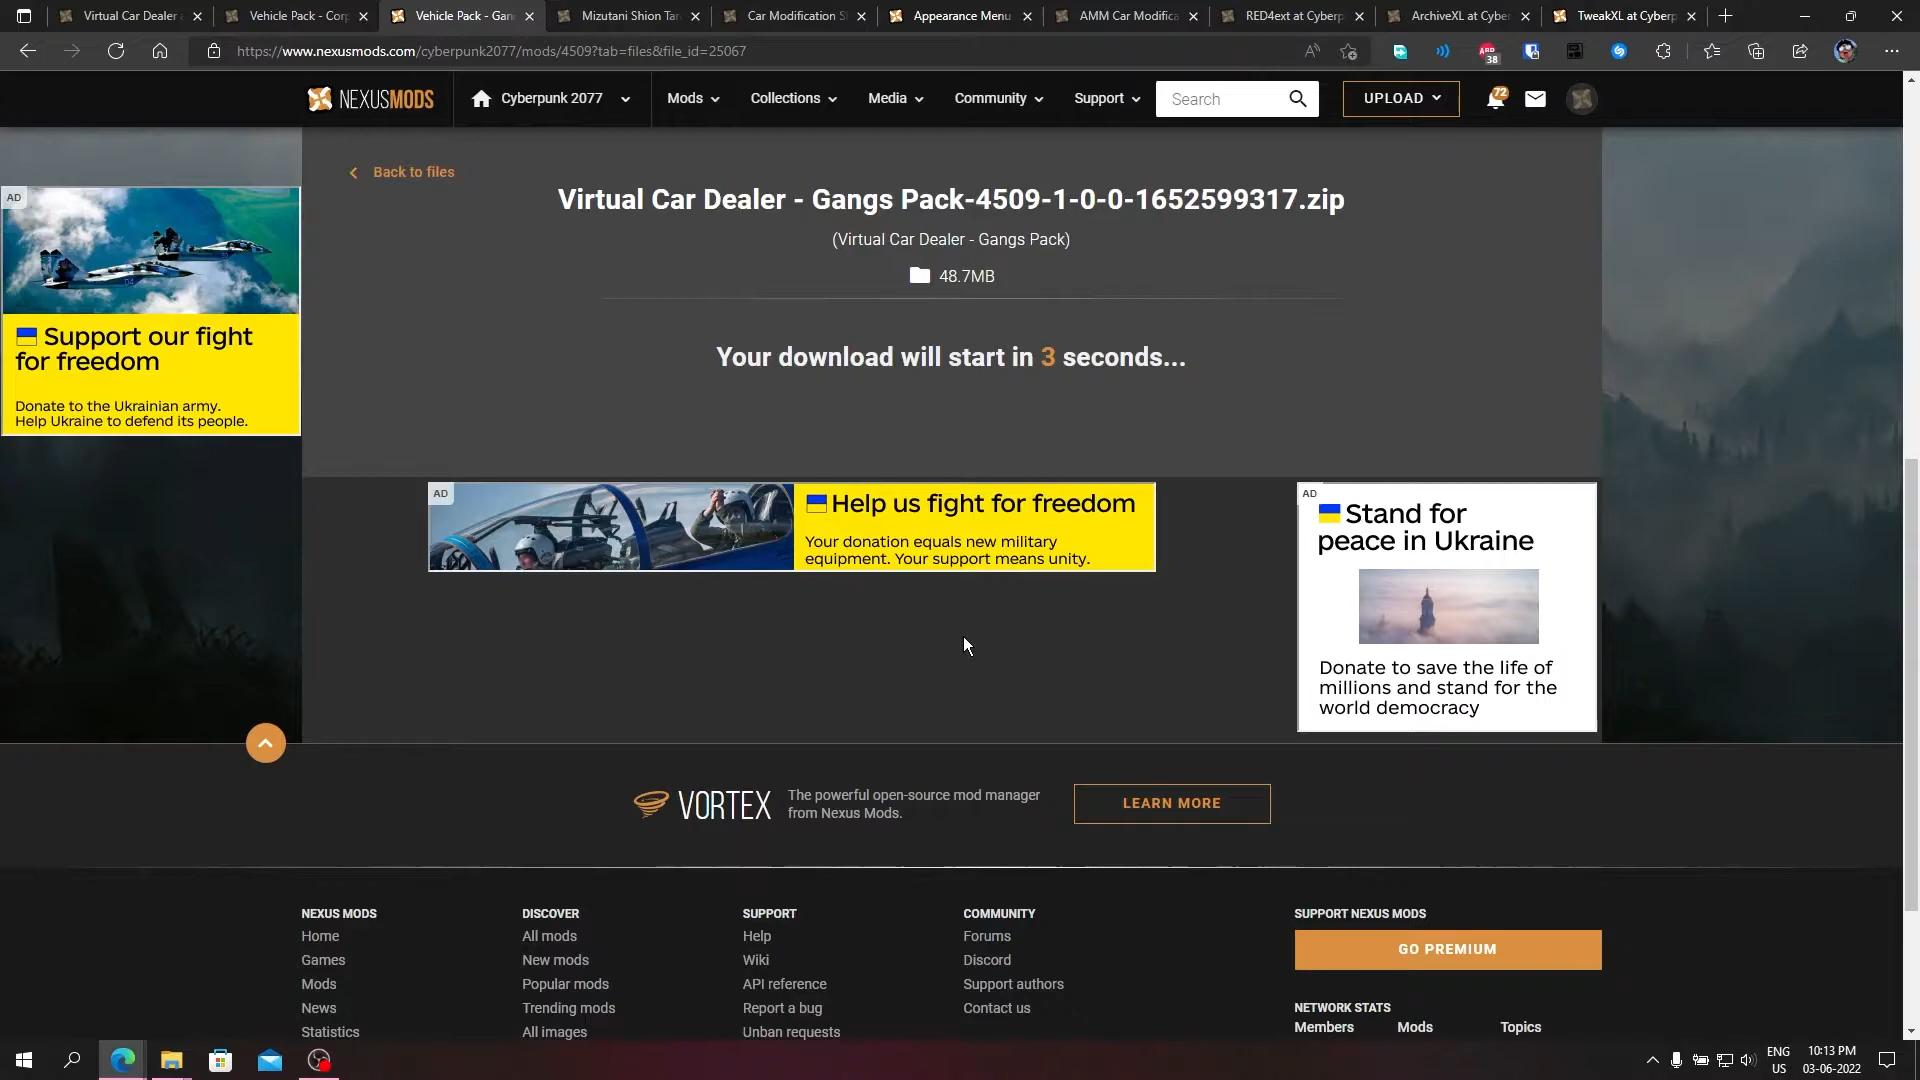 Virtual Car Dealer a
Vehicle Pack - Corp
Vehicle Pack - Gan
Mizutani Shion Tar
Car Modification S
Appearance Menu
AMM Car Modifica
RED4ext at Cyberp
ArchiveXL at Cybe
TweakXL at Cyberp
https://www.nexusmods.com/cyberpunk2077/mods/4509?tab=files&file_id=25067
38
NEXUSMODS
Cyberpunk 2077
Mods
Collections
Media
Community
Support
Search
UPLOAD
72
Back to files
Virtual Car Dealer - Gangs Pack-4509-1-0-0-1652599317.zip
(Virtual Car Dealer - Gangs Pack)
48.7MB
Your download will start in 3 seconds...
AD
Support our fight
for freedom
Donate to the Ukrainian army.
Help Ukraine to defend its people.
AD
Help us fight for freedom
Your donation equals new military
equipment. Your support means unity.
AD
Stand for
peace in Ukraine
Donate to save the life of
millions and stand for the
world democracy
VORTEX
The powerful open-source mod manager
from Nexus Mods.
LEARN MORE
NEXUS MODS
Home
Games
Mods
News
Statistics
DISCOVER
All mods
New mods
Popular mods
Trending mods
All images
SUPPORT
Help
Wiki
API reference
Report a bug
Unban requests
COMMUNITY
Forums
Discord
Support authors
Contact us
SUPPORT NEXUS MODS
GO PREMIUM
NETWORK STATS
Members
Mods
Topics
ENG
US
10:13 PM
03-06-2022